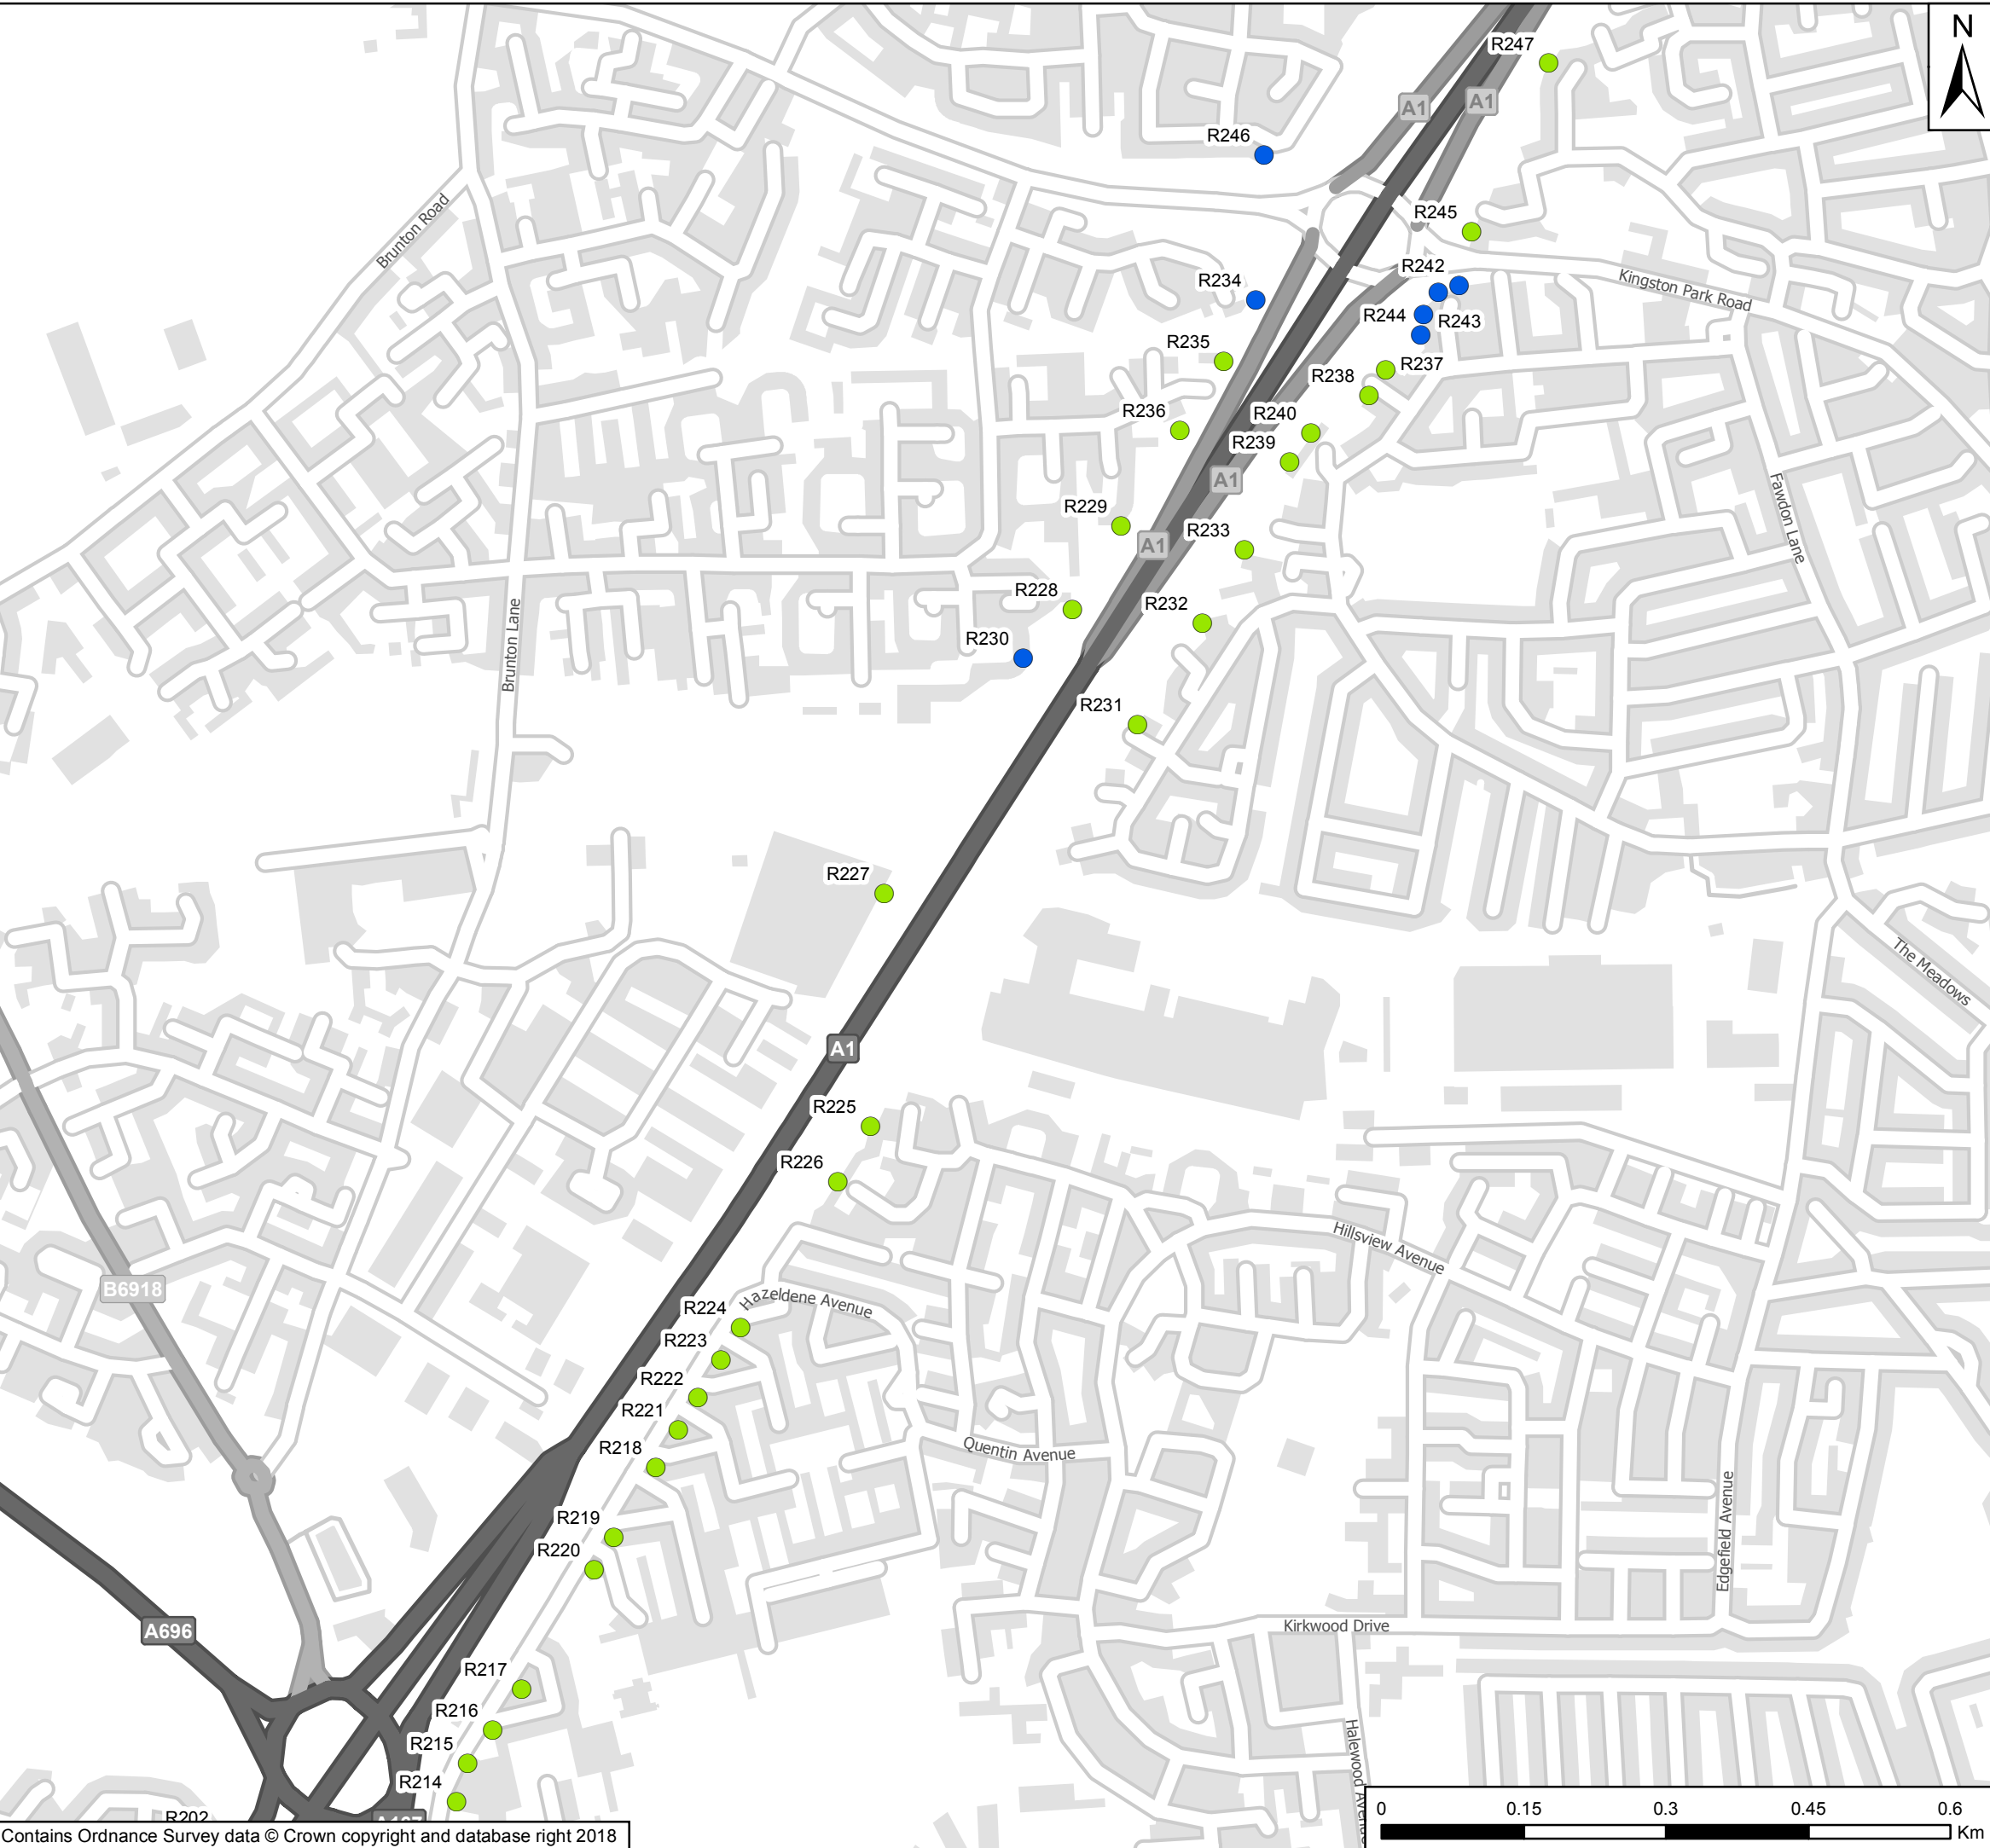 N
R247
A1
A1
R246
Brunton Road
R245
R242
Kingston Park Road
R234
R244
R243
R235
R237
R238
R236
R240
R239
A1
Fawdon Lane
R229
A1
R233
R228
R232
Brunton Lane
R230
R231
R227
The Meadows
A1
R225
R226
Hillsview Avenue
B6918
Hazeldene Avenue
R224
R223
R222
R221
R218
Quentin Avenue
Edgefield Avenue
R219
R220
A696
Kirkwood Drive
R217
R216
R215
R214
Halewood Avenue
R202
0 0.15 0.3 0.45 0.6
Km
Contains Ordnance Survey data © Crown copyright and database right 2018